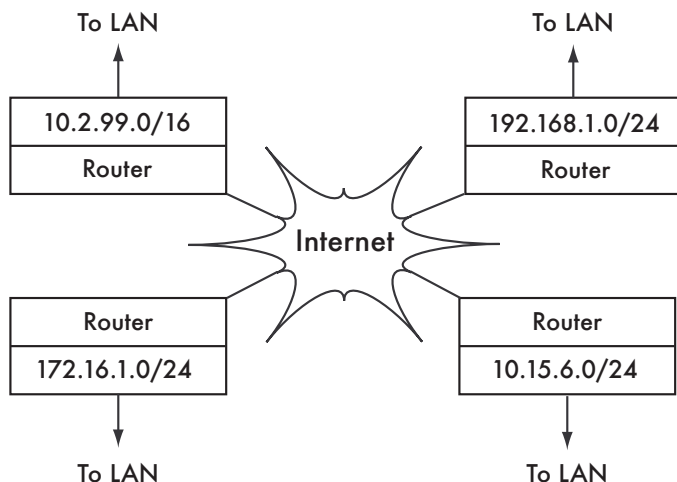 To LAN
To LAN
10.2.99.0/16
Router
192.168.1.0/24
Router
Internet
Router
172.16.1.0/24
Router
10.15.6.0/24
To LAN
To LAN